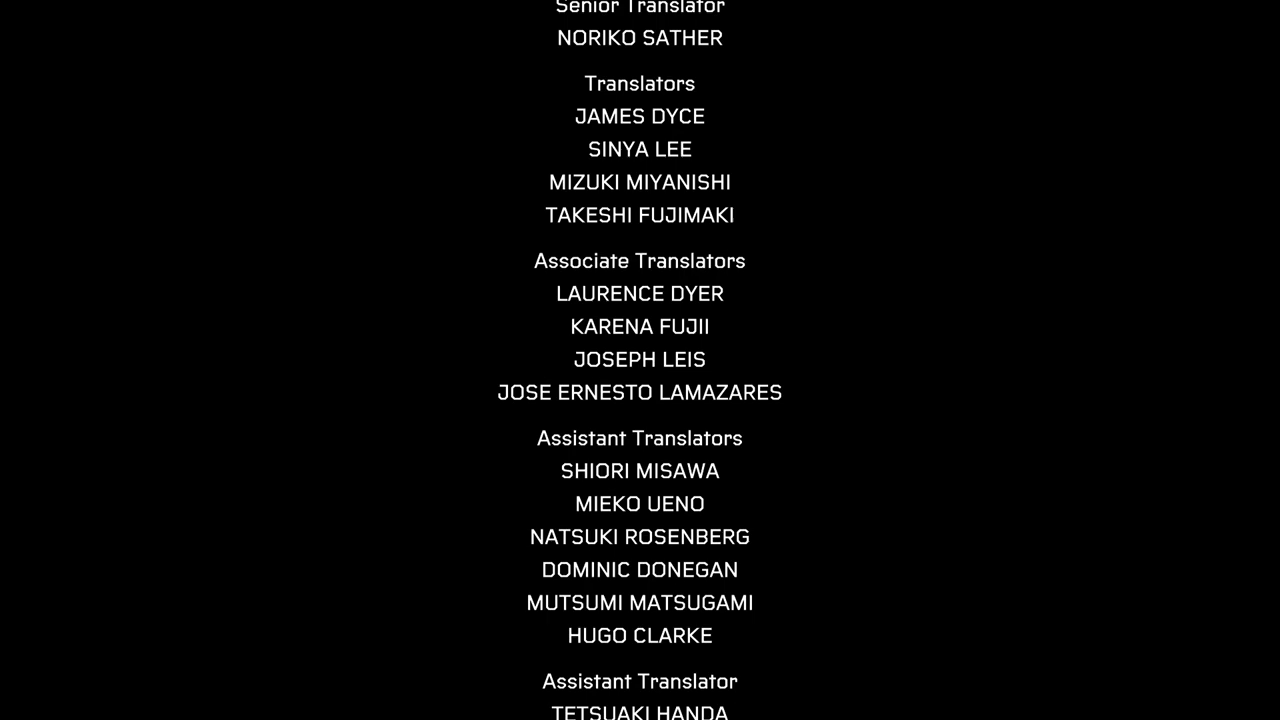 Senior Translator
NORIKO SATHER
Translators
JAMES DYCE
SINYA LEE
MIZUKI MIYANISHI
TAKESHI FUJIMAKI
Associate Translators
LAURENCE DYER
KARENA FUJII
JOSEPH LEIS
JOSE ERNESTO LAMAZARES
Assistant Translators
SHIORI MISAWA
MIEKO UENO
NATSUKI ROSENBERG
DOMINIC DONEGAN
MUTSUMI MATSUGAMI
HUGO CLARKE
Assistant Translator
TETSUAKI HANDA